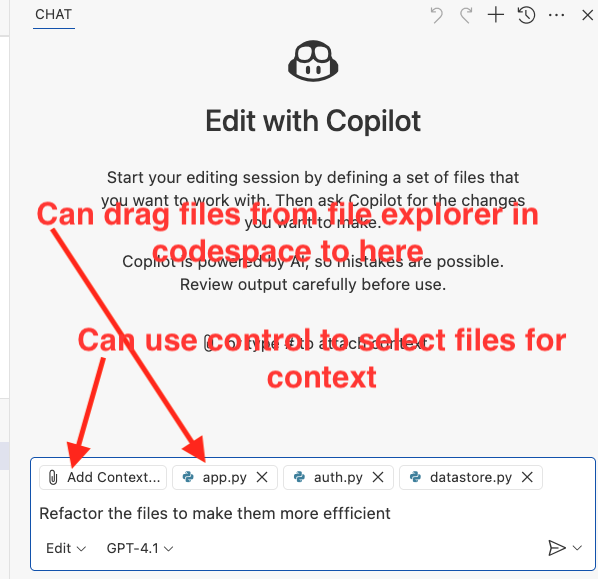 CHAT
Edit with Copilot
Start your editing session by defining a set of files that
you want to work with. Then ask Copilot for the changes
you want to make.
Can drag files from file explorer in
codespace to here
Copilot is powered by AI, so mistakes are possible.
Review output carefully before use.
Can use control to select files for
context
or type # to attach context
Add Context...
app.py
auth.py
datastore.py
Refactor the files to make them more effficient
Edit
GPT-4.1